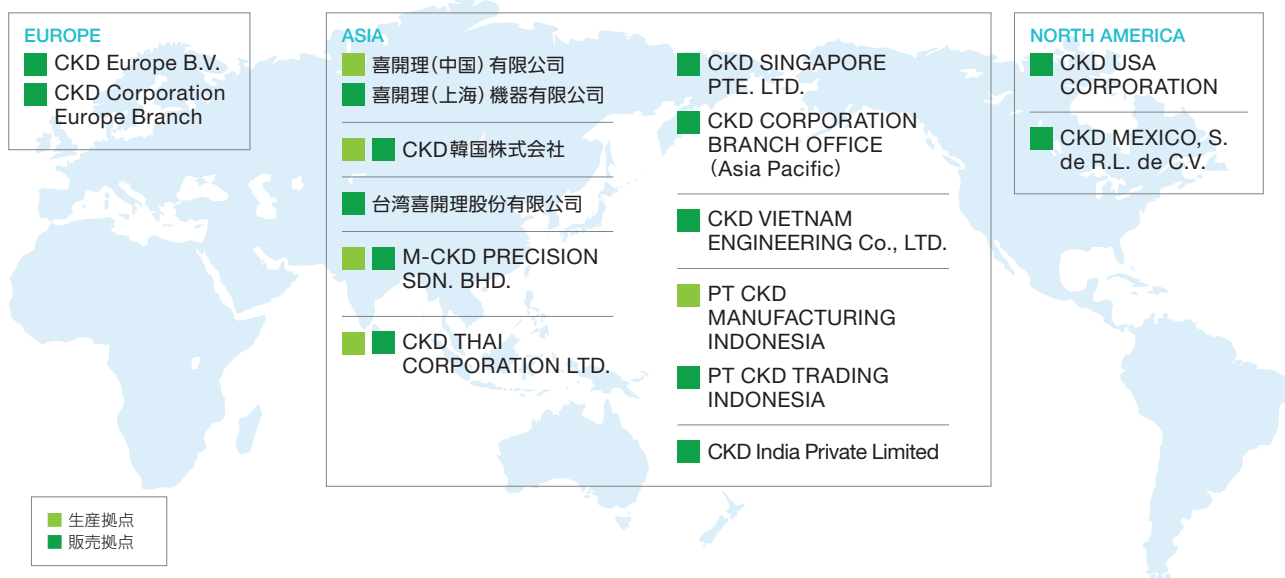 EUROPE
CKD Europe B.V.
CKD Corporation
Europe Branch
ASIA
喜開理(中国)有限公司
喜開理(上海)機器有限公司
CKD韓国株式会社
台湾喜開理股份有限公司
M-CKD PRECISION
SDN. BHD.
CKD THAI
CORPORATION LTD.
CKD SINGAPORE
PTE. LTD.
CKD CORPORATION
BRANCH OFFICE
(Asia Pacific)
CKD VIETNAM
ENGINEERING Co., LTD.
PT CKD
MANUFACTURING
INDONESIA
PT CKD TRADING
INDONESIA
CKD India Private Limited
NORTH AMERICA
CKD USA
CORPORATION
CKD MEXICO, S.
de R.L. de C.V.
生産拠点
販売拠点